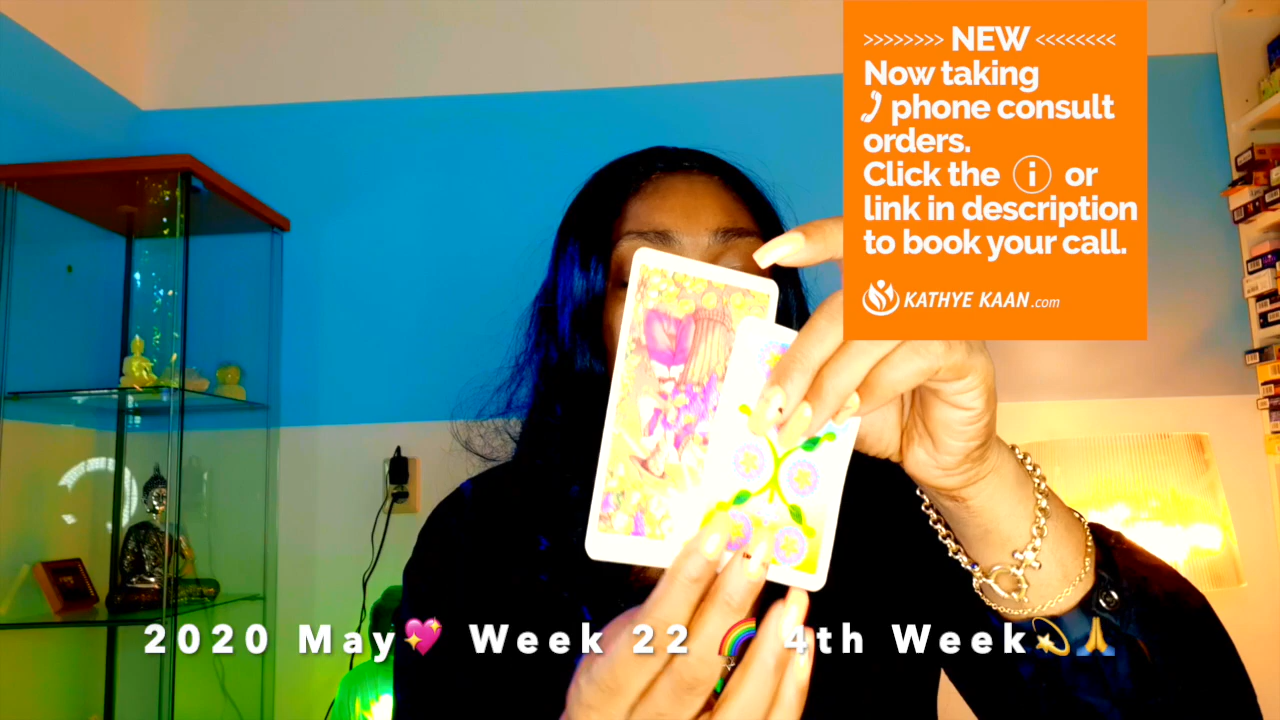 >>>>>>>> NEW <<<<<<<<
Now taking
phone consult
orders.
Click the ⓘ or
link in description
to book your call.
KATHYE KAAN.com
2020 May💖 Week 22 🌈 4th Week💫🙏